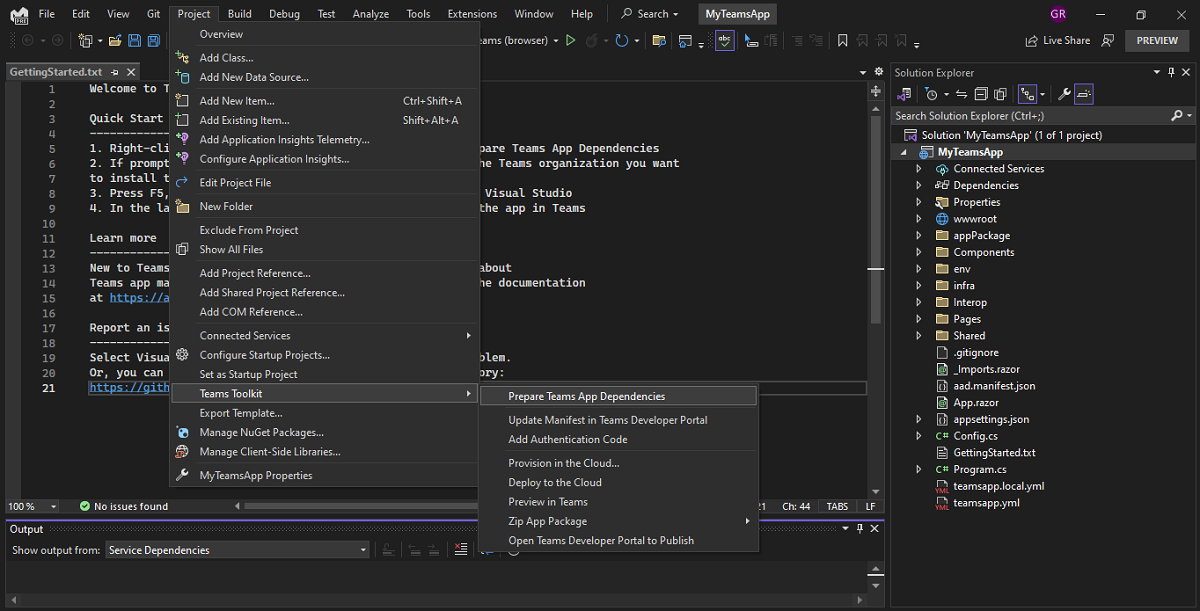 File Edit View Git Project Build Debug Test Analyze Tools Extensions Window Help Search MyTeamsApp GR
PRE
ams (browser) Live Share PREVIEW
GettingStarted.txt
1 Welcome to T
2
3 Quick Start
4 --------------
5 1. Right-cli pare Teams App Dependencies
6 2. If prompt the Teams organization you want
7 to install t
8 3. Press F5, Visual Studio
9 4. In the la the app in Teams
10
11 Learn more
12 --------------
13 New to Teams about
14 Teams app ma he documentation
15 at https://a
16
17 Report an is
18 --------------
19 Select Visua oblem.
20 Or, you can ory:
21 https://gith
Overview
Add Class...
Add New Data Source...
Add New Item... Ctrl+Shift+A
Add Existing Item... Shift+Alt+A
Add Application Insights Telemetry...
Configure Application Insights...
Edit Project File
New Folder
Exclude From Project
Show All Files
Add Project Reference...
Add Shared Project Reference...
Add COM Reference...
Connected Services
Configure Startup Projects...
Set as Startup Project
Teams Toolkit
Export Template...
Manage NuGet Packages...
Manage Client-Side Libraries...
MyTeamsApp Properties
Prepare Teams App Dependencies
Update Manifest in Teams Developer Portal
Add Authentication Code
Provision in the Cloud...
Deploy to the Cloud
Preview in Teams
Zip App Package
Open Teams Developer Portal to Publish
100 % No issues found 21 Ch: 44 TABS LF
Output
Show output from: Service Dependencies
Solution Explorer
Search Solution Explorer (Ctrl+;)
Solution 'MyTeamsApp' (1 of 1 project)
MyTeamsApp
Connected Services
Dependencies
Properties
wwwroot
appPackage
Components
env
infra
Interop
Pages
Shared
.gitignore
_Imports.razor
aad.manifest.json
App.razor
appsettings.json
C# Config.cs
GettingStarted.txt
C# Program.cs
YML teamsapp.local.yml
YML teamsapp.yml